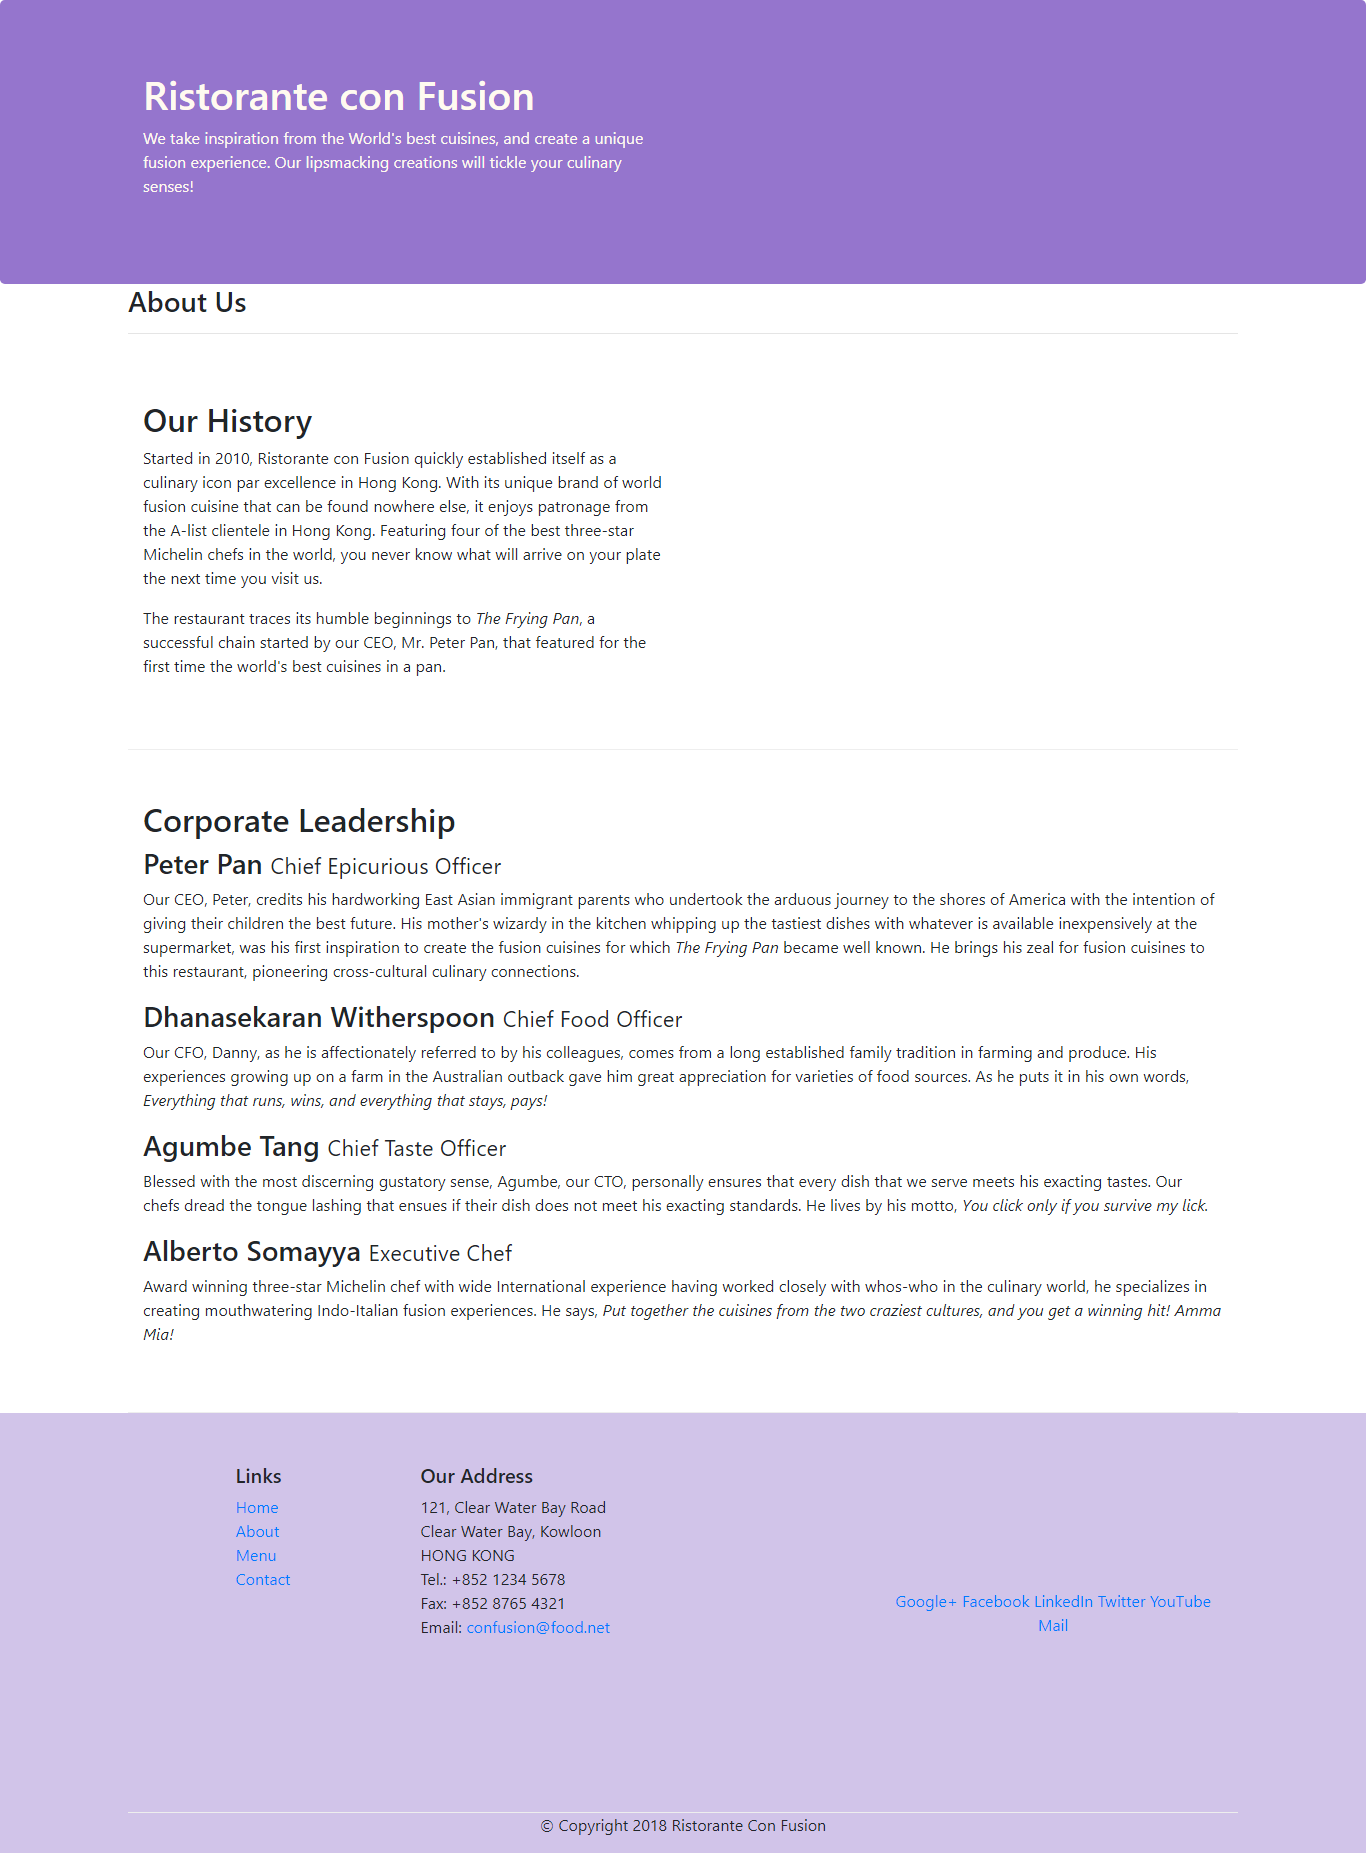 Ristorante con Fusion
We take inspiration from the World's best cuisines, and create a unique
fusion experience. Our lipsmacking creations will tickle your culinary
senses!
About Us
Our History
Started in 2010, Ristorante con Fusion quickly established itself as a
culinary icon par excellence in Hong Kong. With its unique brand of world
fusion cuisine that can be found nowhere else, it enjoys patronage from
the A-list clientele in Hong Kong. Featuring four of the best three-star
Michelin chefs in the world, you never know what will arrive on your plate
the next time you visit us.
The restaurant traces its humble beginnings to The Frying Pan, a
successful chain started by our CEO, Mr. Peter Pan, that featured for the
first time the world's best cuisines in a pan.
Corporate Leadership
Peter Pan Chief Epicurious Officer
Our CEO, Peter, credits his hardworking East Asian immigrant parents who undertook the arduous journey to the shores of America with the intention of
giving their children the best future. His mother's wizardy in the kitchen whipping up the tastiest dishes with whatever is available inexpensively at the
supermarket, was his first inspiration to create the fusion cuisines for which The Frying Pan became well known. He brings his zeal for fusion cuisines to
this restaurant, pioneering cross-cultural culinary connections.
Dhanasekaran Witherspoon Chief Food Officer
Our CFO, Danny, as he is affectionately referred to by his colleagues, comes from a long established family tradition in farming and produce. His
experiences growing up on a farm in the Australian outback gave him great appreciation for varieties of food sources. As he puts it in his own words,
Everything that runs, wins, and everything that stays, pays!
Agumbe Tang Chief Taste Officer
Blessed with the most discerning gustatory sense, Agumbe, our CTO, personally ensures that every dish that we serve meets his exacting tastes. Our
chefs dread the tongue lashing that ensues if their dish does not meet his exacting standards. He lives by his motto, You click only if you survive my lick.
Alberto Somayya Executive Chef
Award winning three-star Michelin chef with wide International experience having worked closely with whos-who in the culinary world, he specializes in
creating mouthwatering Indo-Italian fusion experiences. He says, Put together the cuisines from the two craziest cultures, and you get a winning hit! Amma
Mia!
Links
Home
About
Menu
Contact
Our Address
121, Clear Water Bay Road
Clear Water Bay, Kowloon
HONG KONG
Tel.: +852 1234 5678
Fax: +852 8765 4321
Email: confusion@food.net
Google+ Facebook LinkedIn Twitter YouTube
Mail
© Copyright 2018 Ristorante Con Fusion